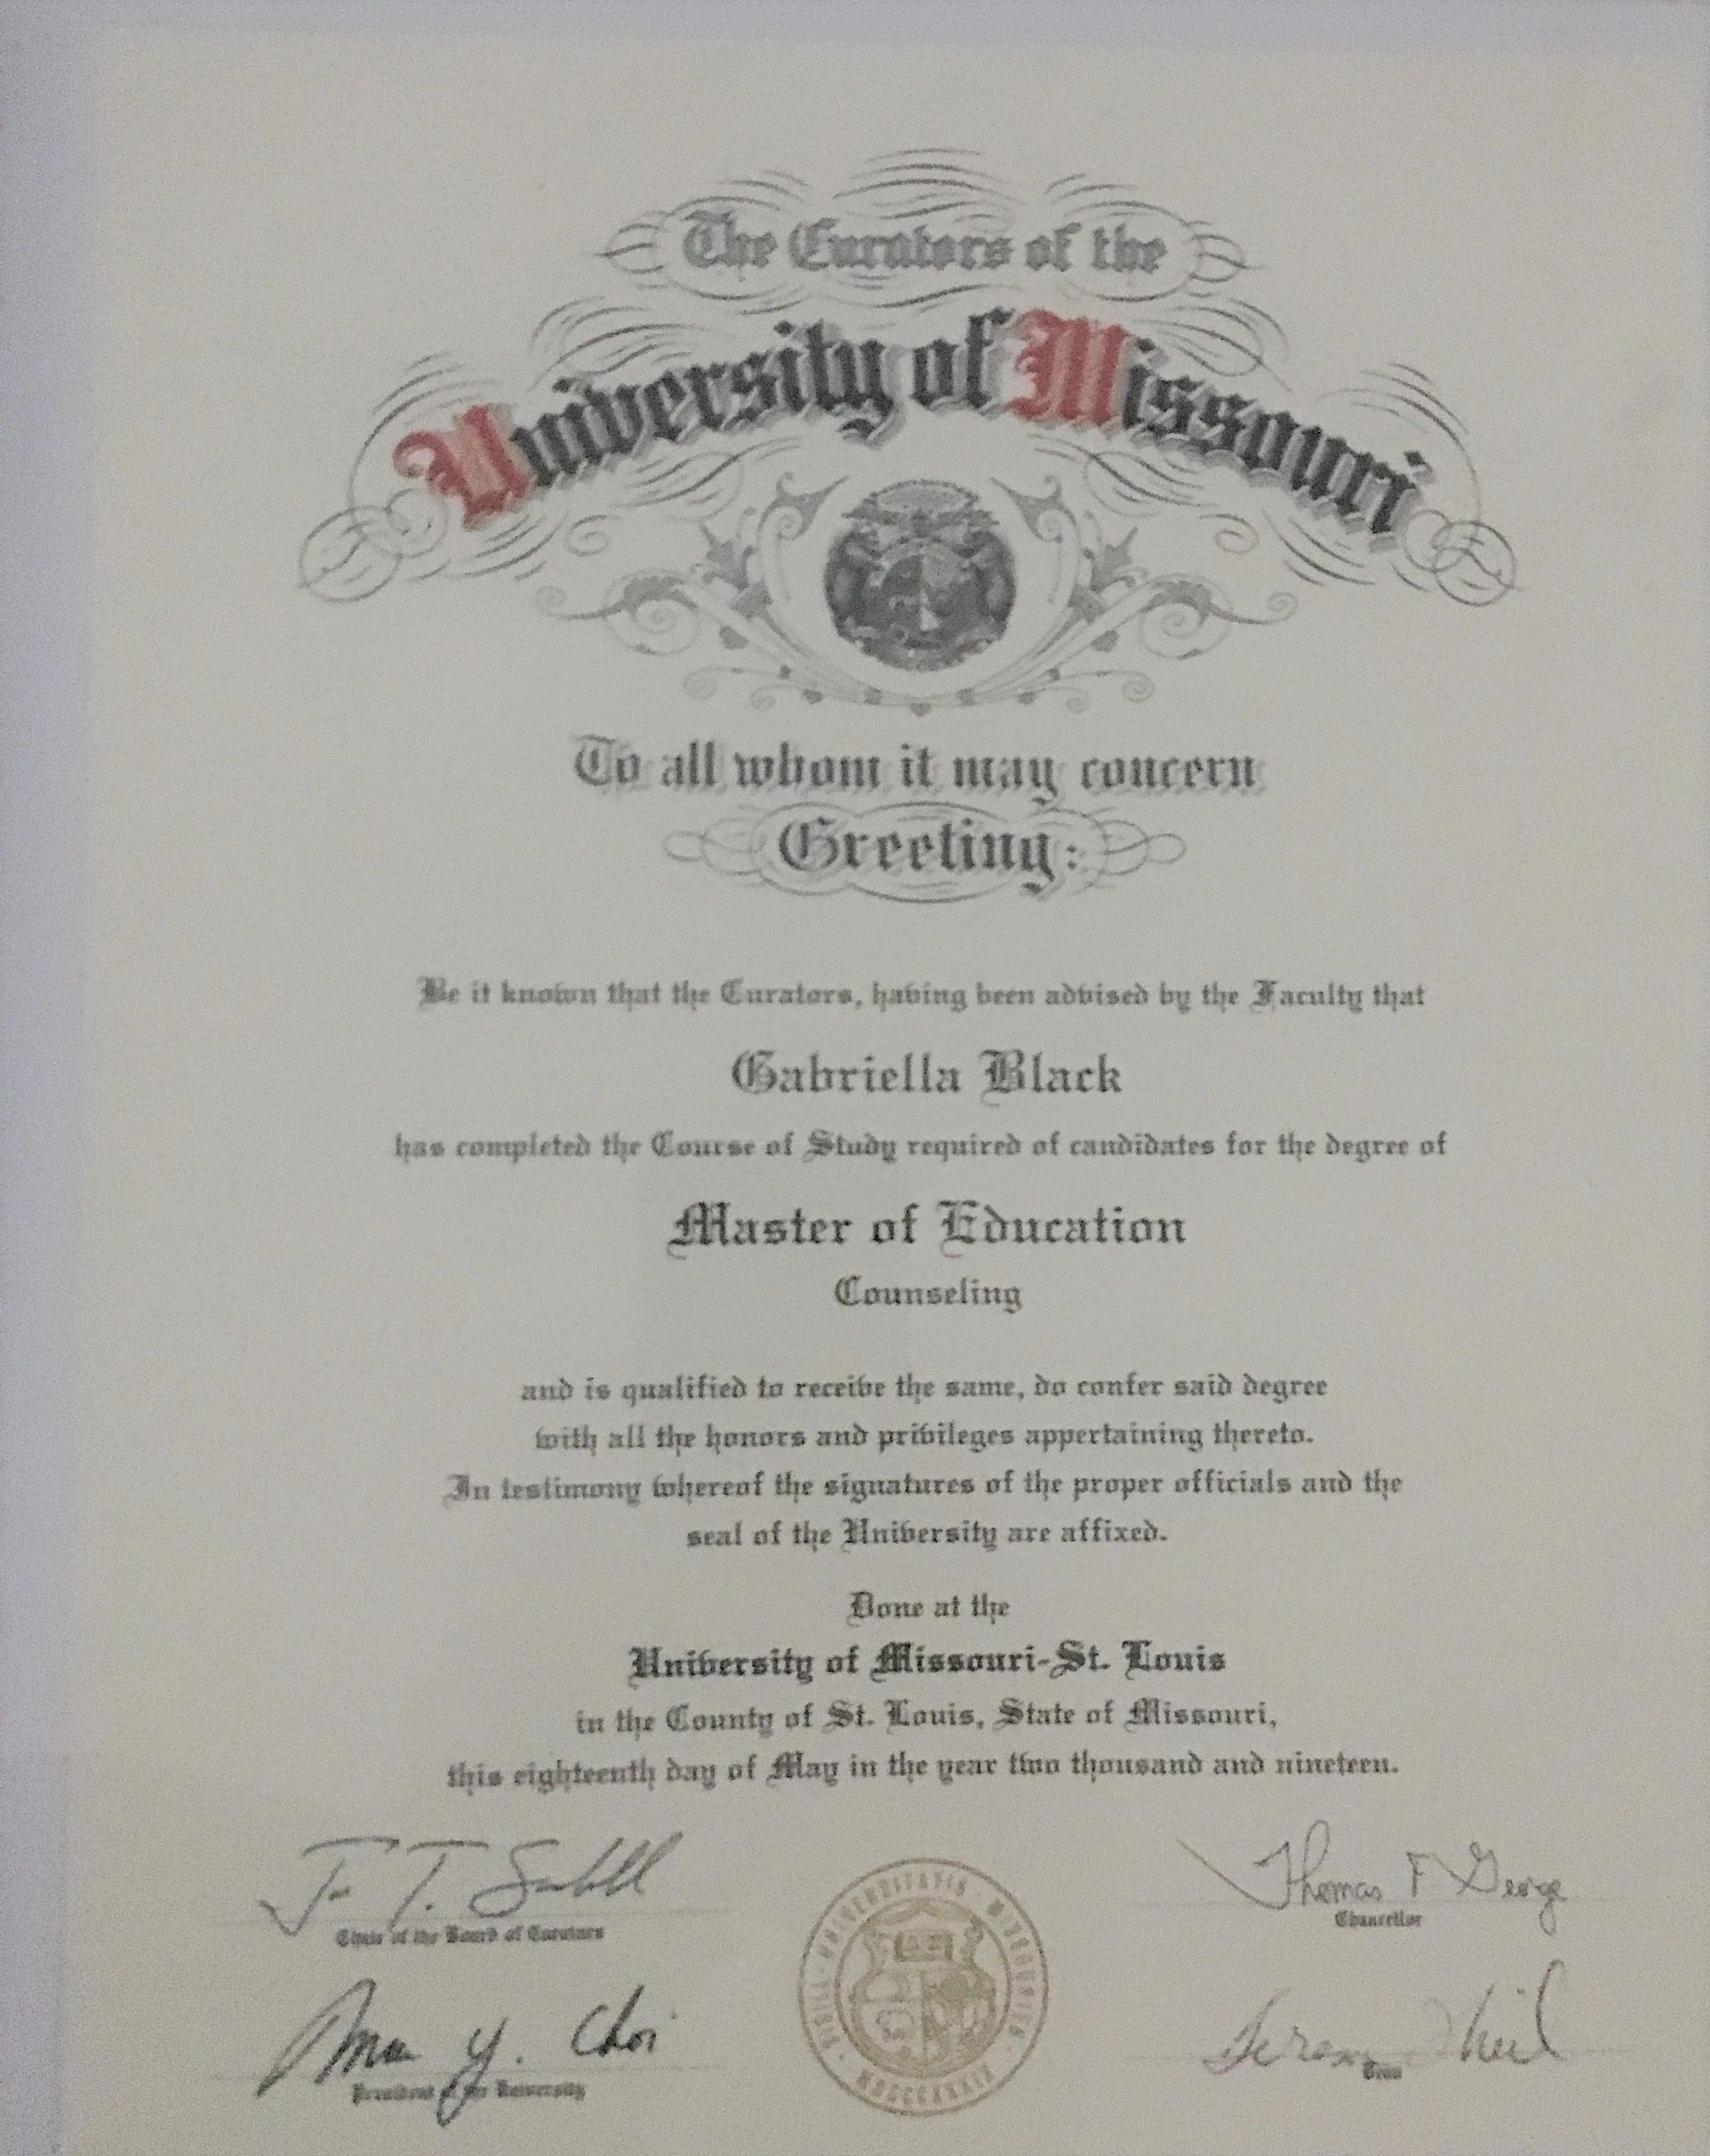 The Curators of the
University of Missouri
To all whom it may concern
Greeting:
Be it known that the Curators, having been advised by the Faculty that
Gabriella Black
has completed the Course of Study required of candidates for the degree of
Master of Education
Counseling
and is qualified to receive the same, do confer said degree
with all the honors and privileges appertaining thereto.
In testimony whereof the signatures of the proper officials and the
seal of the University are affixed.
Done at the
University of Missouri-St. Louis
in the County of St. Louis, State of Missouri,
this eighteenth day of May in the year two thousand and nineteen.
Thomas F George
Chair of the Board of Curators
Chancellor
Y. Choi
President of the University
Dean
SIGILL · UNIVERSITATIS · MISSOURIEN · MDCCCXXXIX